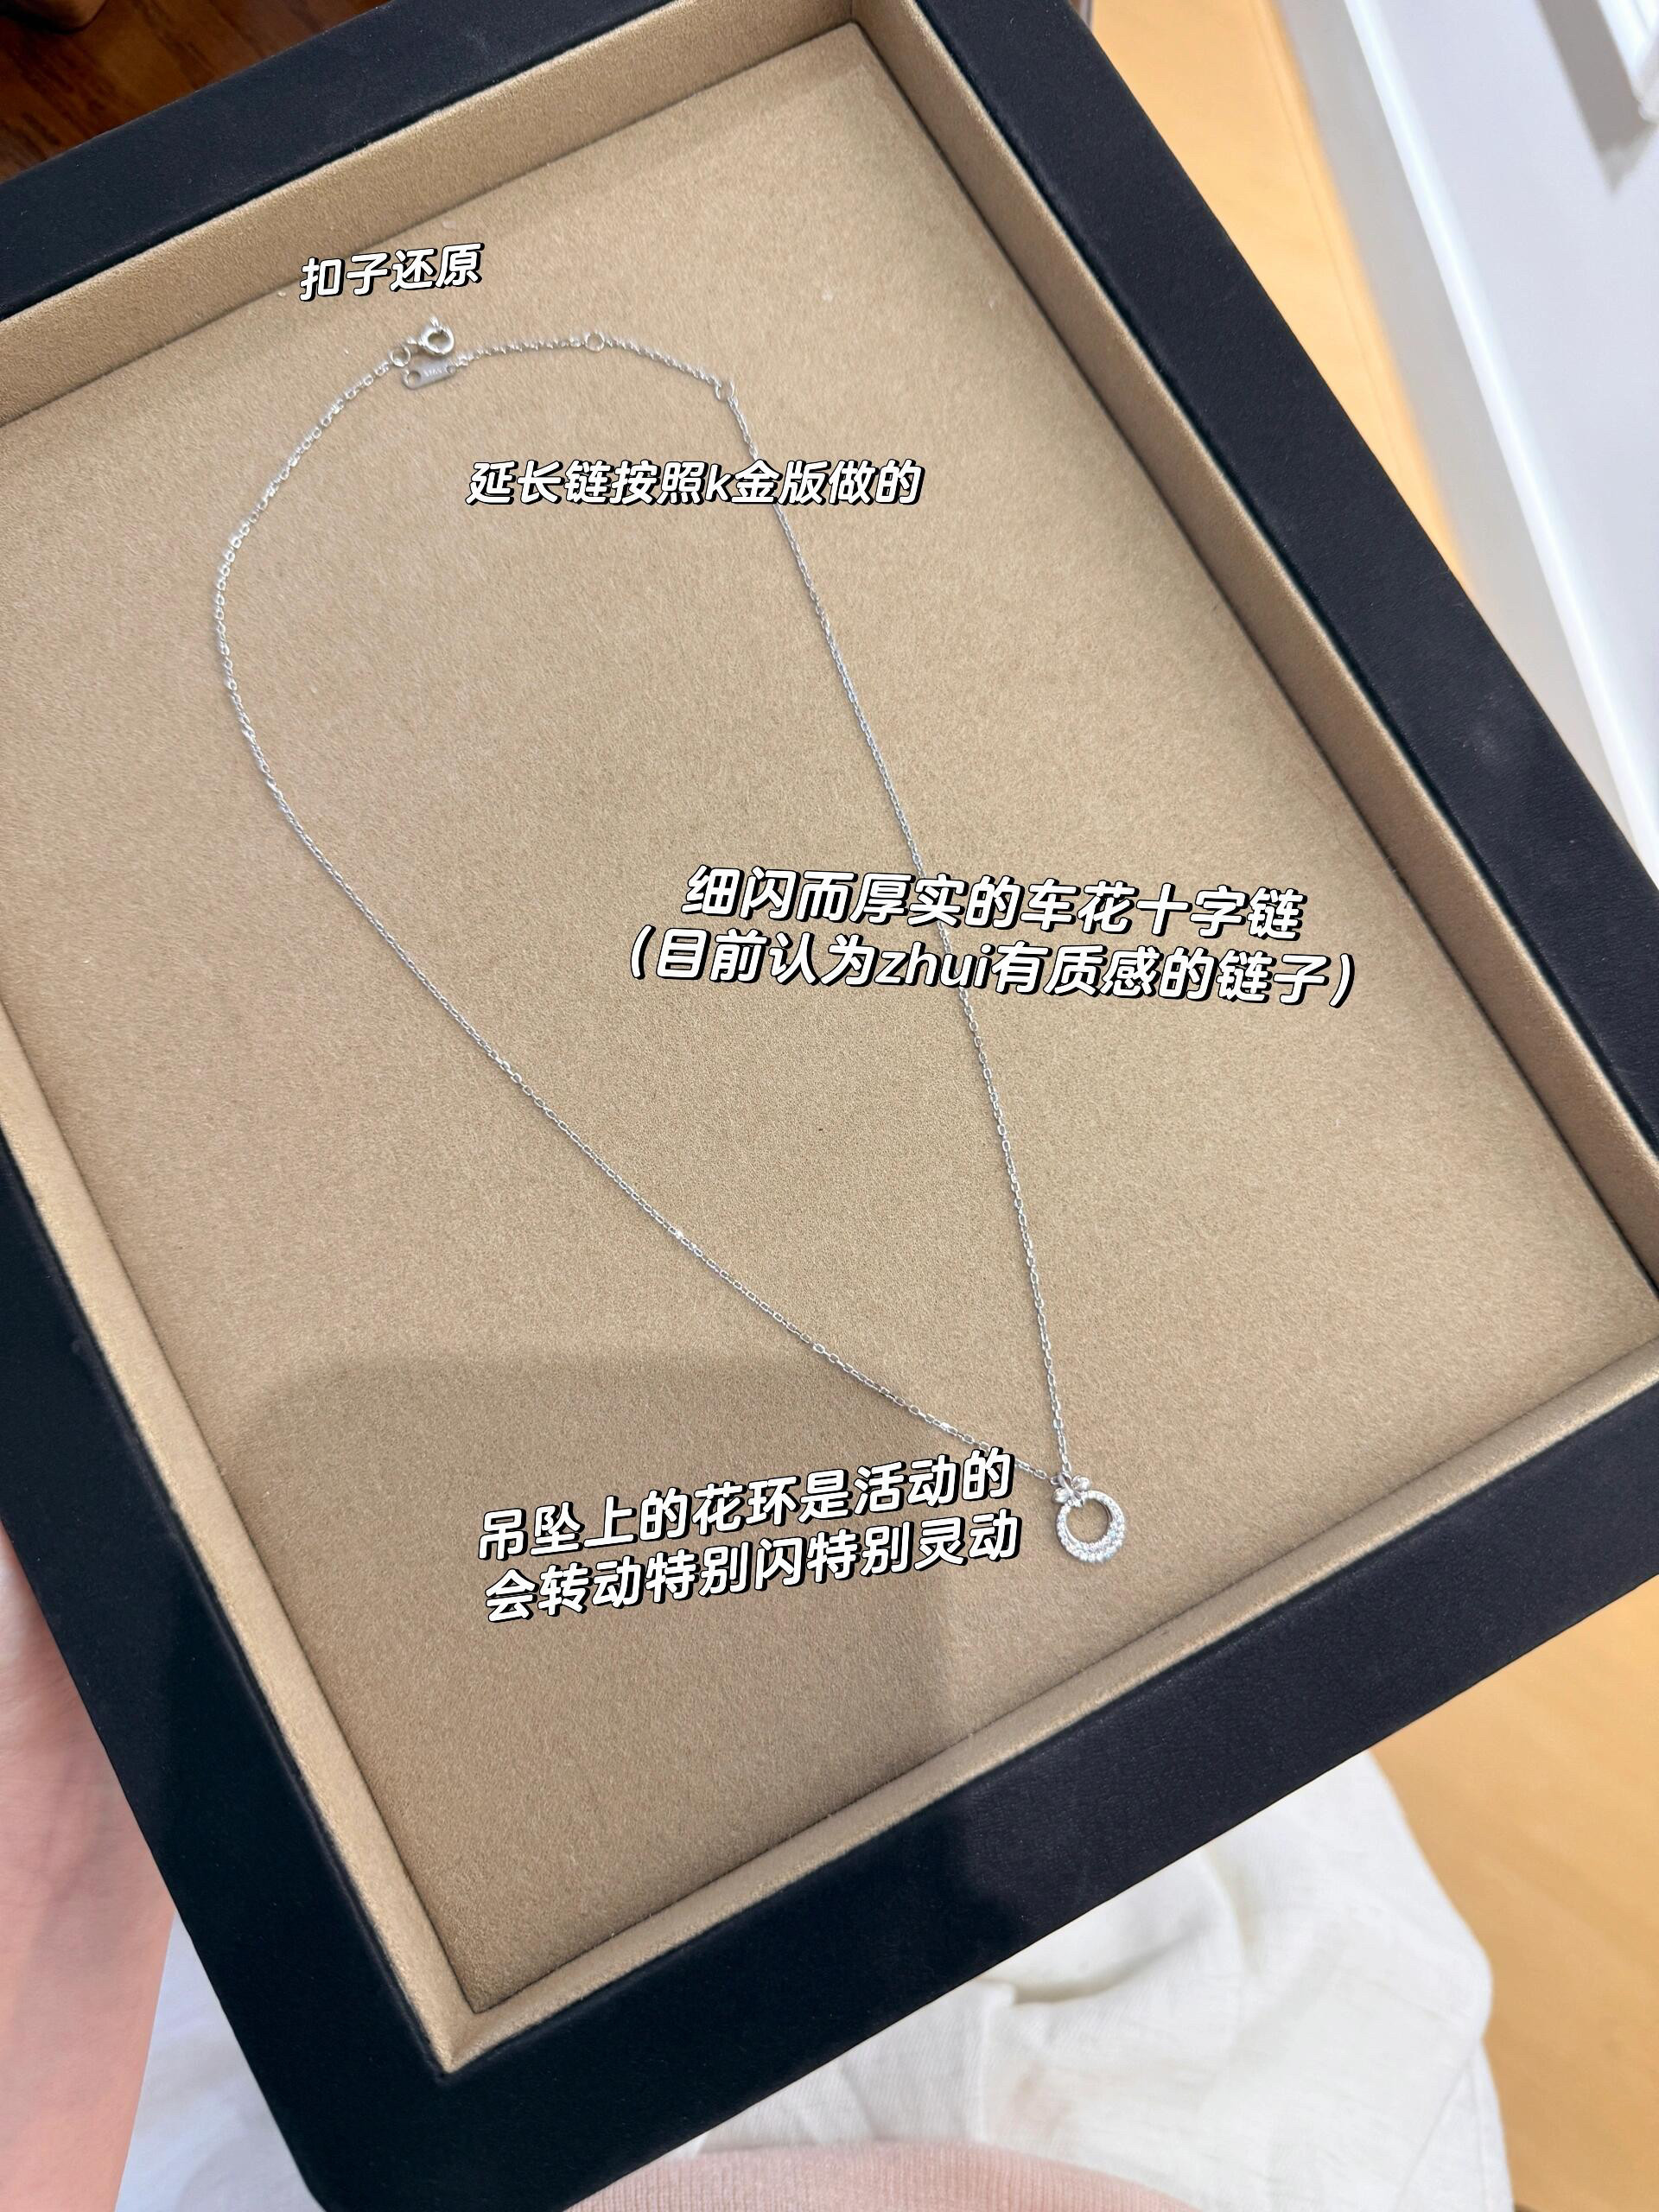 扣子还原
延长链按照k金版做的
细闪而厚实的车花十字链
（目前认为zhui有质感的链子）
吊坠上的花环是活动的
会转动特别闪特别灵动